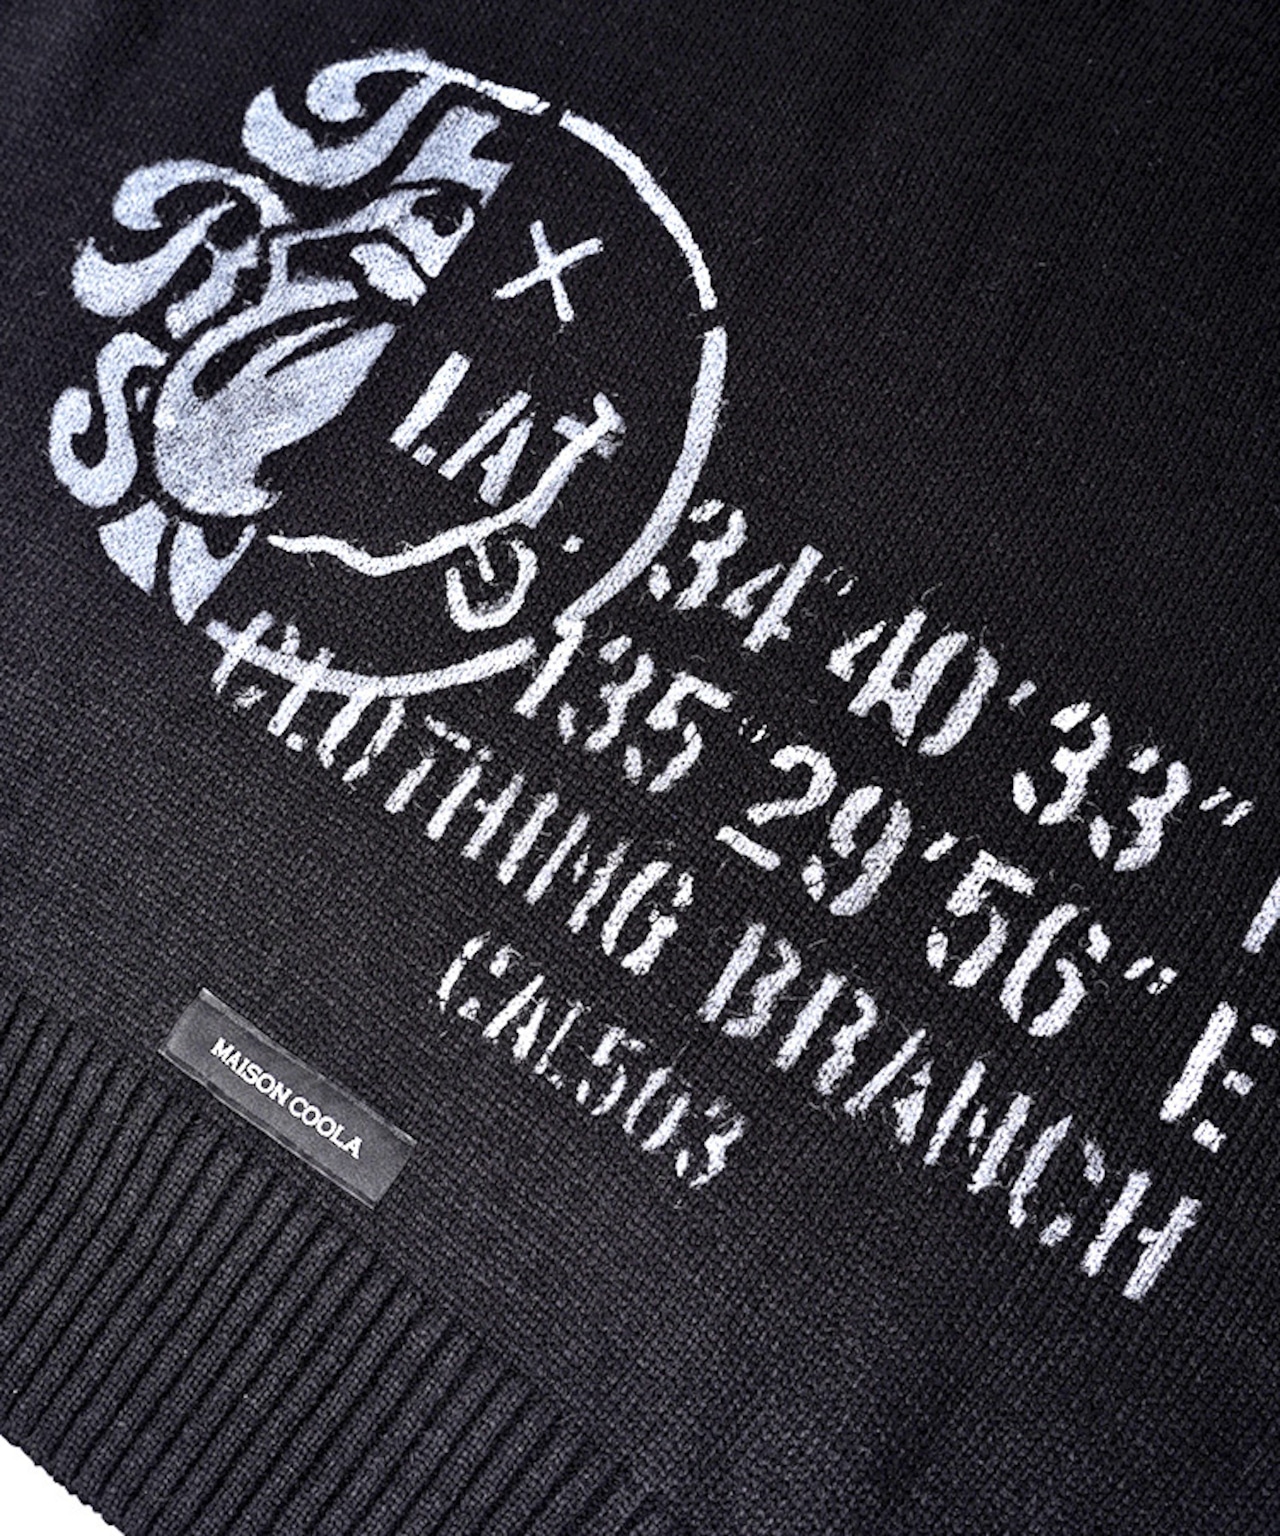 LAT. 34" 40' 33"
135" 29' 56" E
CLOTHING BRANCH
CAL503
MAISON COOLA